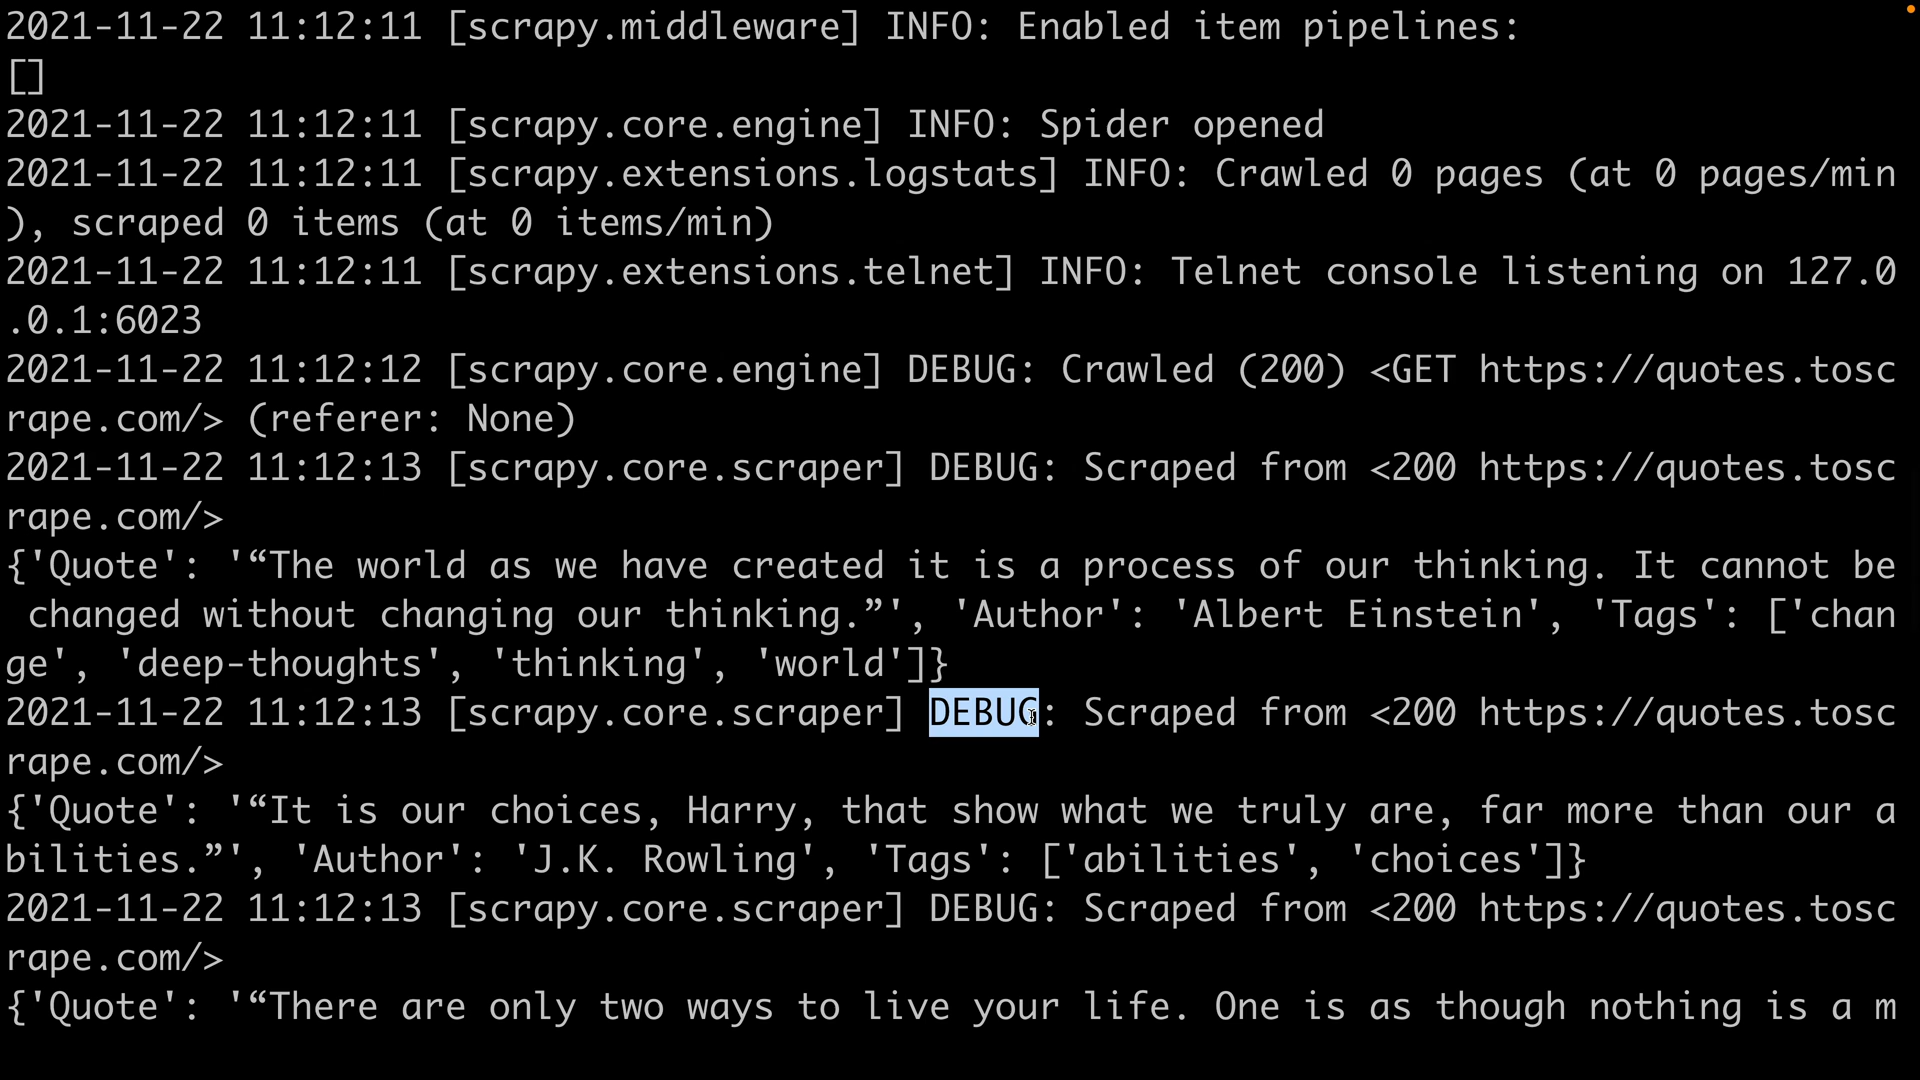 2021-11-22 11:12:11 [scrapy.middleware] INFO: Enabled item pipelines:
[]
2021-11-22 11:12:11 [scrapy.core.engine] INFO: Spider opened
2021-11-22 11:12:11 [scrapy.extensions.logstats] INFO: Crawled 0 pages (at 0 pages/min
), scraped 0 items (at 0 items/min)
2021-11-22 11:12:11 [scrapy.extensions.telnet] INFO: Telnet console listening on 127.0
.0.1:6023
2021-11-22 11:12:12 [scrapy.core.engine] DEBUG: Crawled (200) <GET https://quotes.tosc
rape.com/> (referer: None)
2021-11-22 11:12:13 [scrapy.core.scraper] DEBUG: Scraped from <200 https://quotes.tosc
rape.com/>
{'Quote': '“The world as we have created it is a process of our thinking. It cannot be
 changed without changing our thinking.”', 'Author': 'Albert Einstein', 'Tags': ['chan
ge', 'deep-thoughts', 'thinking', 'world']}
2021-11-22 11:12:13 [scrapy.core.scraper] DEBUG: Scraped from <200 https://quotes.tosc
rape.com/>
{'Quote': '“It is our choices, Harry, that show what we truly are, far more than our a
bilities.”', 'Author': 'J.K. Rowling', 'Tags': ['abilities', 'choices']}
2021-11-22 11:12:13 [scrapy.core.scraper] DEBUG: Scraped from <200 https://quotes.tosc
rape.com/>
{'Quote': '“There are only two ways to live your life. One is as though nothing is a m